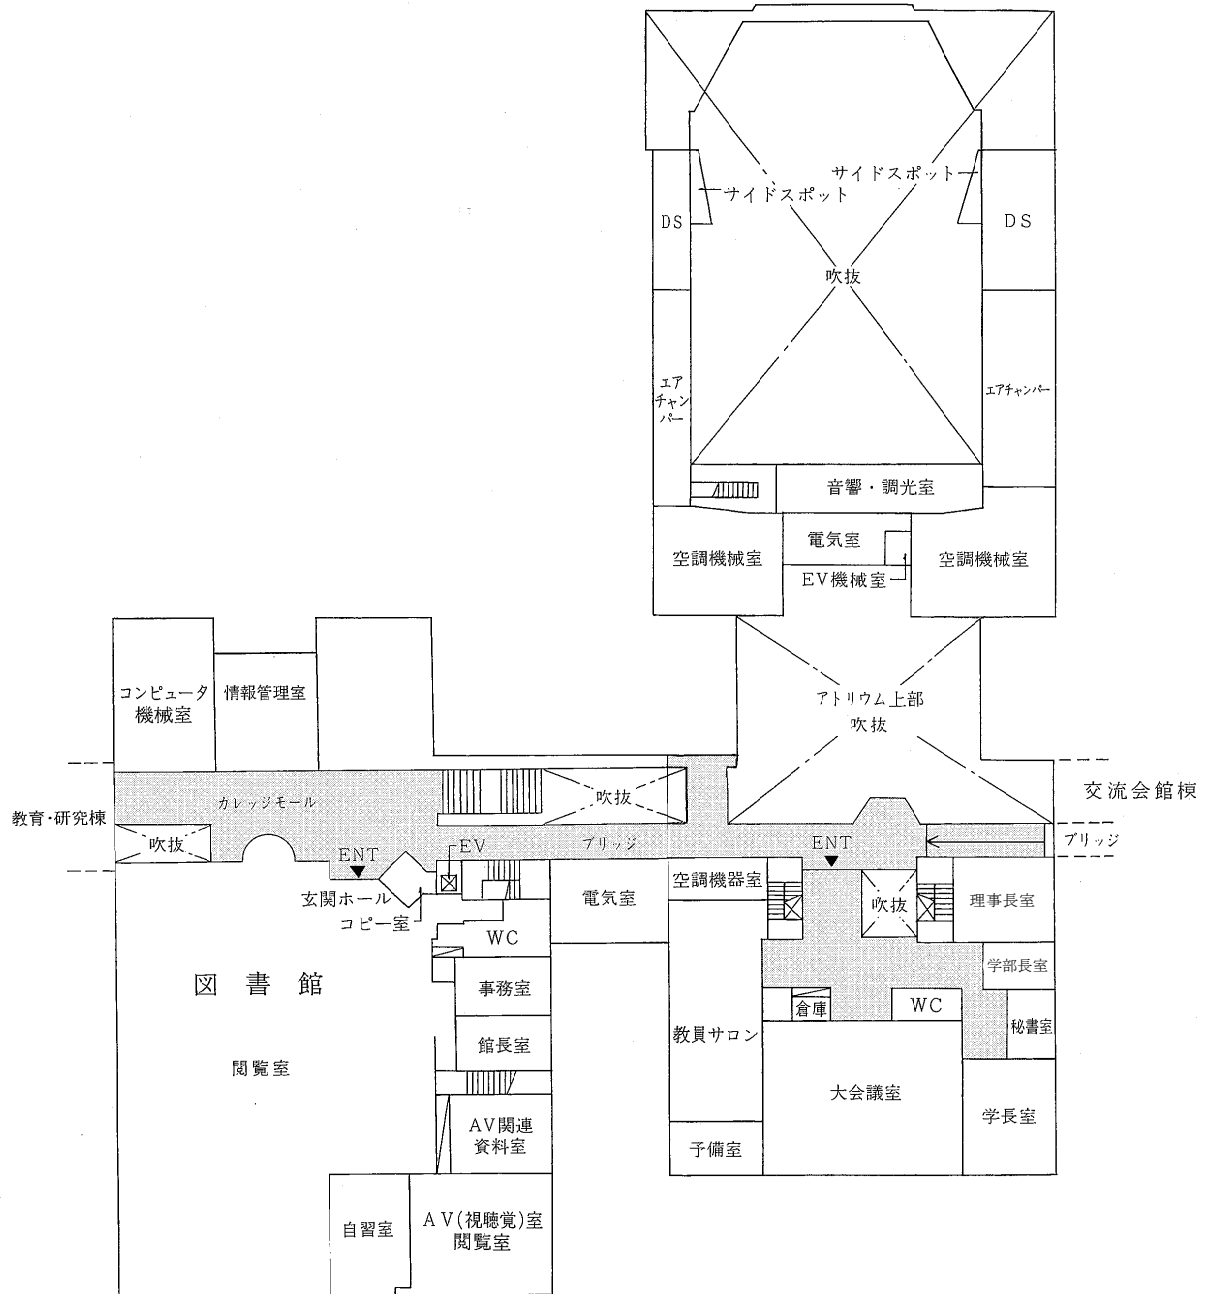 サイドスポット
サイドスポット
DS
DS
吹抜
エア
チャン
バー
エアチャンバー
音響・調光室
電気室
空調機械室
空調機械室
EV機械室
コンピュータ
機械室
情報管理室
アトリウム上部
吹抜
カレッジモール
吹抜
交流会館棟
教育・研究棟
吹抜
ENT
EV
ブリッジ
ENT
ブリッジ
玄関ホール
コピー室
電気室
空調機器室
吹抜
理事長室
WC
図書館
事務室
学部長室
倉庫
WC
秘書室
教員サロン
館長室
閲覧室
大会議室
学長室
AV関連
資料室
予備室
自習室
AV(視聴覚)室
閲覧室